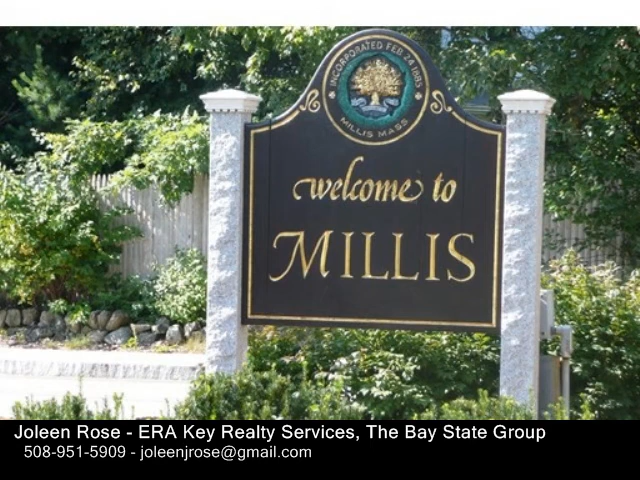 INCORPORATED FEB 24 1885
MILLIS MASS
welcome to
MILLIS
Joleen Rose - ERA Key Realty Services, The Bay State Group
508-951-5909 - joleenjrose@gmail.com